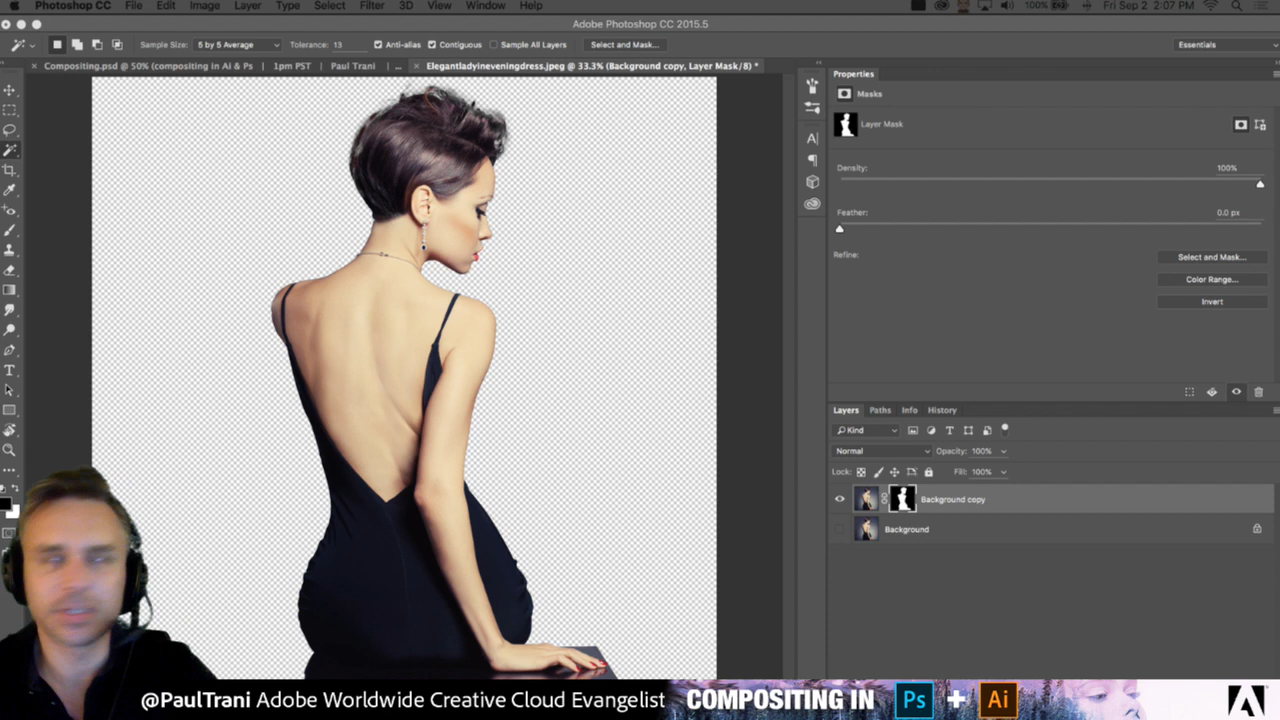 Photoshop CC File Edit Image Layer Type Select Filter 3D View Window Help 100% Fri Sep 2 2:07 PM
Adobe Photoshop CC 2015.5
Sample Size: 5 by 5 Average Tolerance: 13 Anti-alias Contiguous Sample All Layers Select and Mask... Essentials
Compositing.psd @ 50% (compositing in Ai & Ps | 1pm PST | Paul Trani | ... Elegantladyineveningdress.jpeg @ 33.3% (Background copy, Layer Mask/8) *
Properties
Masks
Layer Mask
Density: 100%
Feather: 0.0 px
Refine: Select and Mask...
Color Range...
Invert
Layers Paths Info History
Kind
Normal Opacity: 100%
Lock: Fill: 100%
Background copy
Background
@PaulTrani Adobe Worldwide Creative Cloud Evangelist COMPOSITING IN Ps + Ai